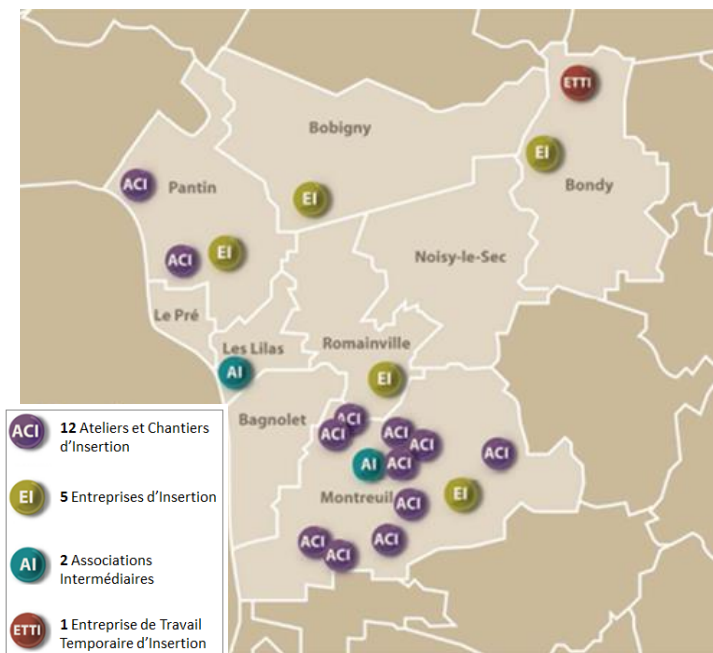 ETTI
Bobigny
EI
Bondy
ACI
Pantin
EI
ACI
EI
Noisy-le-Sec
Le Pré
Les Lilas
Romainville
AI
EI
Bagnolet
ACI
ACI
ACI
ACI
ACI
AI
ACI
Montreuil
ACI
EI
ACI
ACI
ACI
ACI 12 Ateliers et Chantiers
d'Insertion
EI 5 Entreprises d'Insertion
AI 2 Associations
Intermédiaires
ETTI 1 Entreprise de Travail
Temporaire d'Insertion